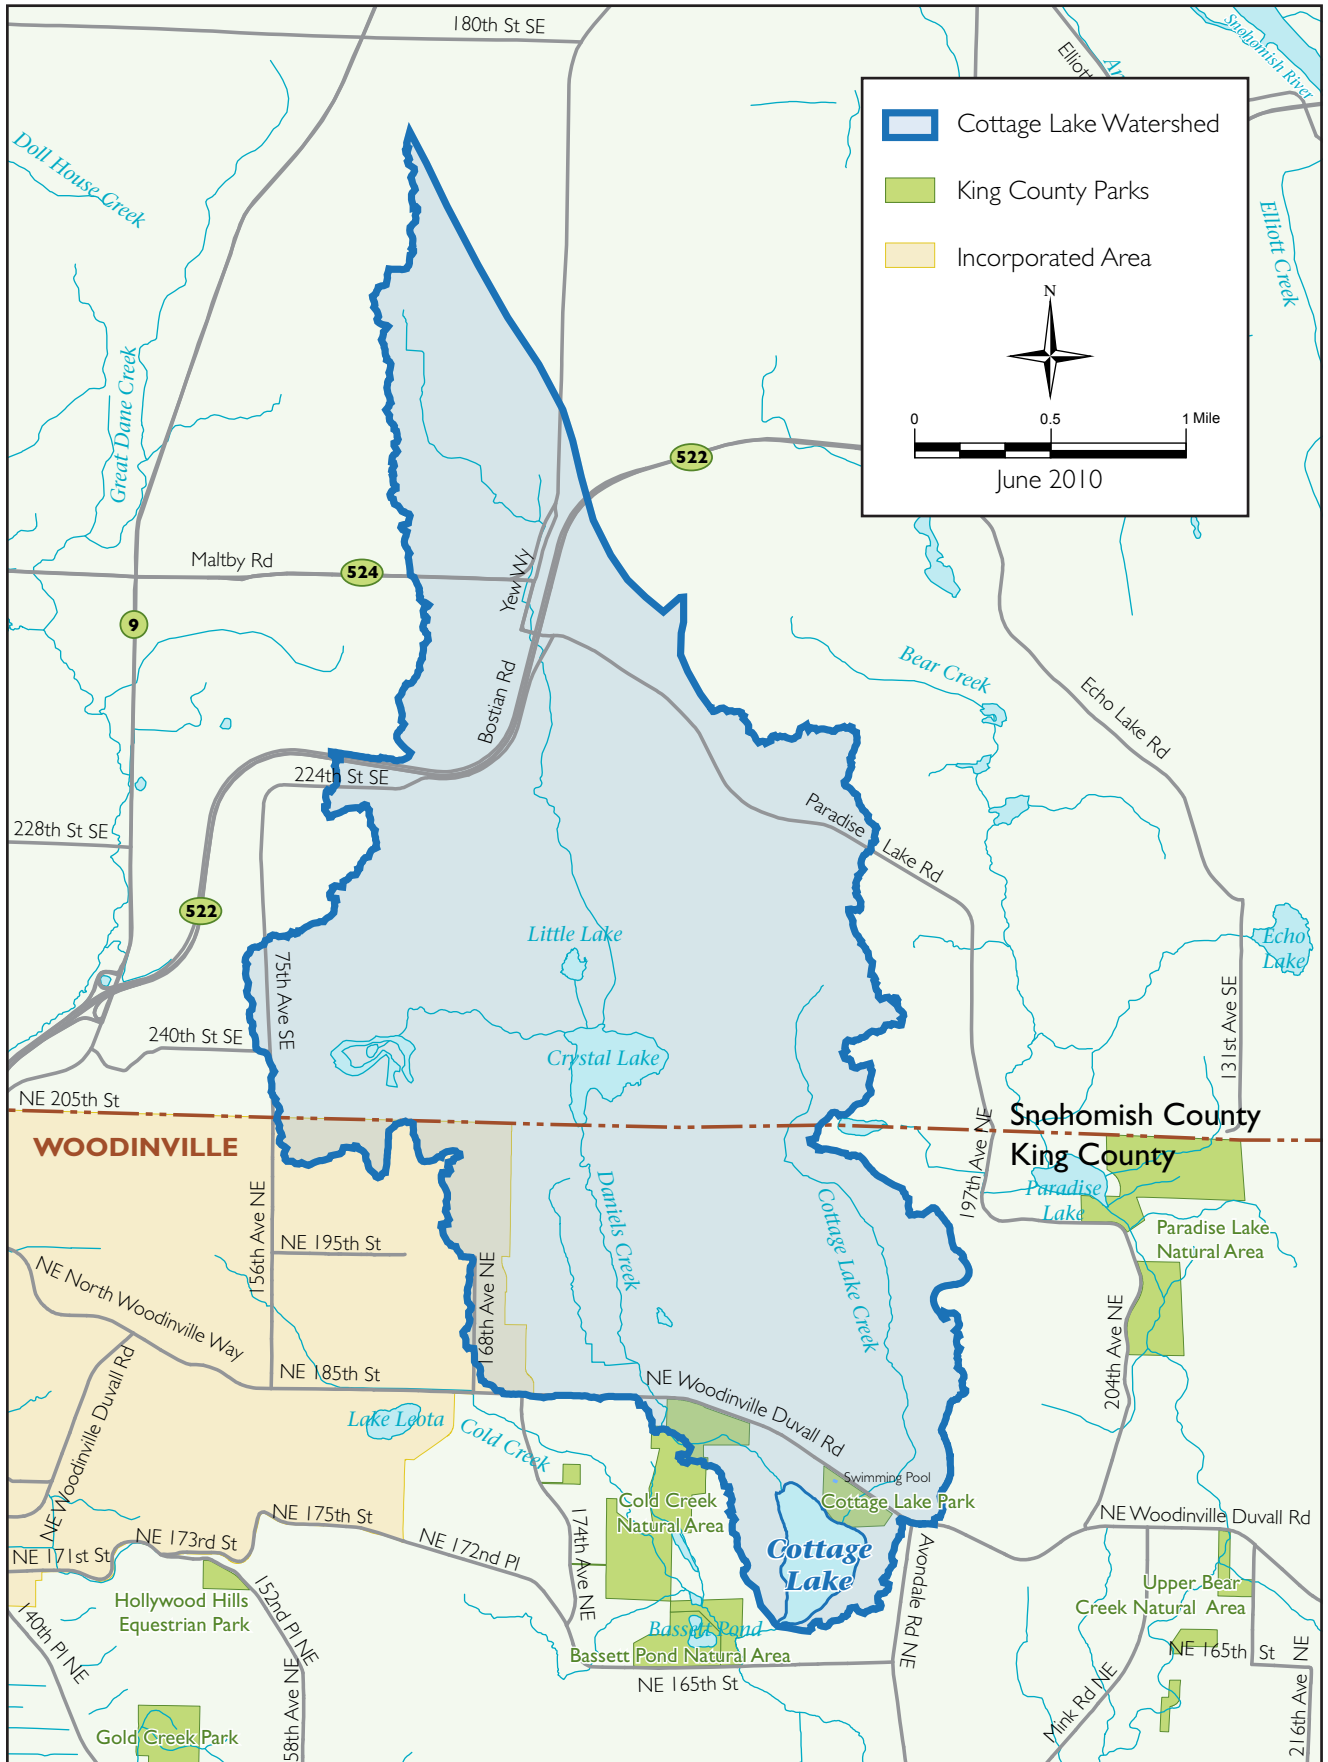 180th St SE
Snohomish River
Elliott
Ar
Cottage Lake Watershed
King County Parks
Incorporated Area
N
0
0.5
1 Mile
June 2010
Doll House Creek
Elliott Creek
Great Dane Creek
522
Maltby Rd
524
Yew Wy
9
Bear Creek
Echo Lake Rd
Bostian Rd
224th St SE
228th St SE
Paradise
Lake Rd
522
Little Lake
Echo
Lake
75th Ave SE
131st Ave SE
240th St SE
Crystal Lake
NE 205th St
Snohomish County
King County
WOODINVILLE
197th Ave NE
Paradise
Lake
Paradise Lake
Natural Area
Daniels Creek
Cottage Lake Creek
156th Ave NE
NE 195th St
168th Ave NE
NE North Woodinville Way
204th Ave NE
NE 185th St
NE Woodinville Duvall Rd
NE Woodinville Duvall Rd
Lake Leota
Cold Creek
Swimming Pool
Cottage Lake Park
Cold Creek
Natural Area
NE 175th St
NE Woodinville Duvall Rd
174th Ave NE
NE 173rd St
NE 172nd Pl
NE 171st St
Cottage
Lake
Avondale Rd NE
Hollywood Hills
Equestrian Park
152nd Pl NE
140th Pl NE
Upper Bear
Creek Natural Area
Bassett Pond
Bassett Pond Natural Area
NE 165th St
NE 165th St
58th Ave NE
Mink Rd NE
216th Ave NE
Gold Creek Park